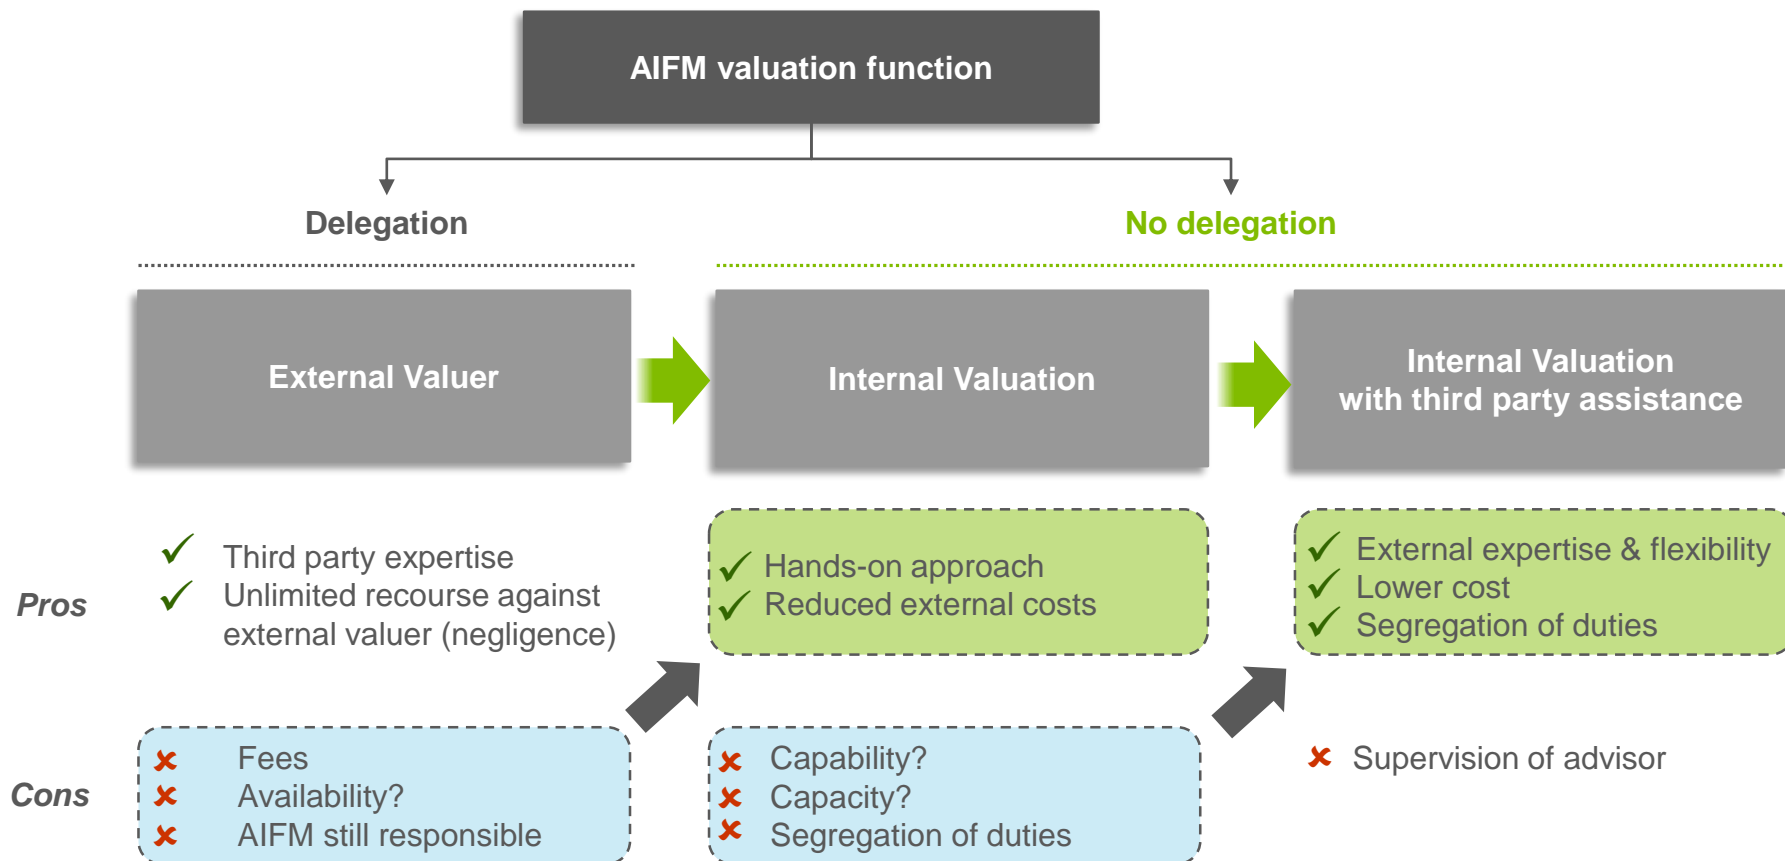 AIFM valuation function
Delegation
No delegation
External Valuer
Internal Valuation
Internal Valuation
with third party assistance
Pros
Third party expertise
Unlimited recourse against
external valuer (negligence)
Hands-on approach
Reduced external costs
External expertise & flexibility
Lower cost
Segregation of duties
Cons
Fees
Availability?
AIFM still responsible
Capability?
Capacity?
Segregation of duties
Supervision of advisor